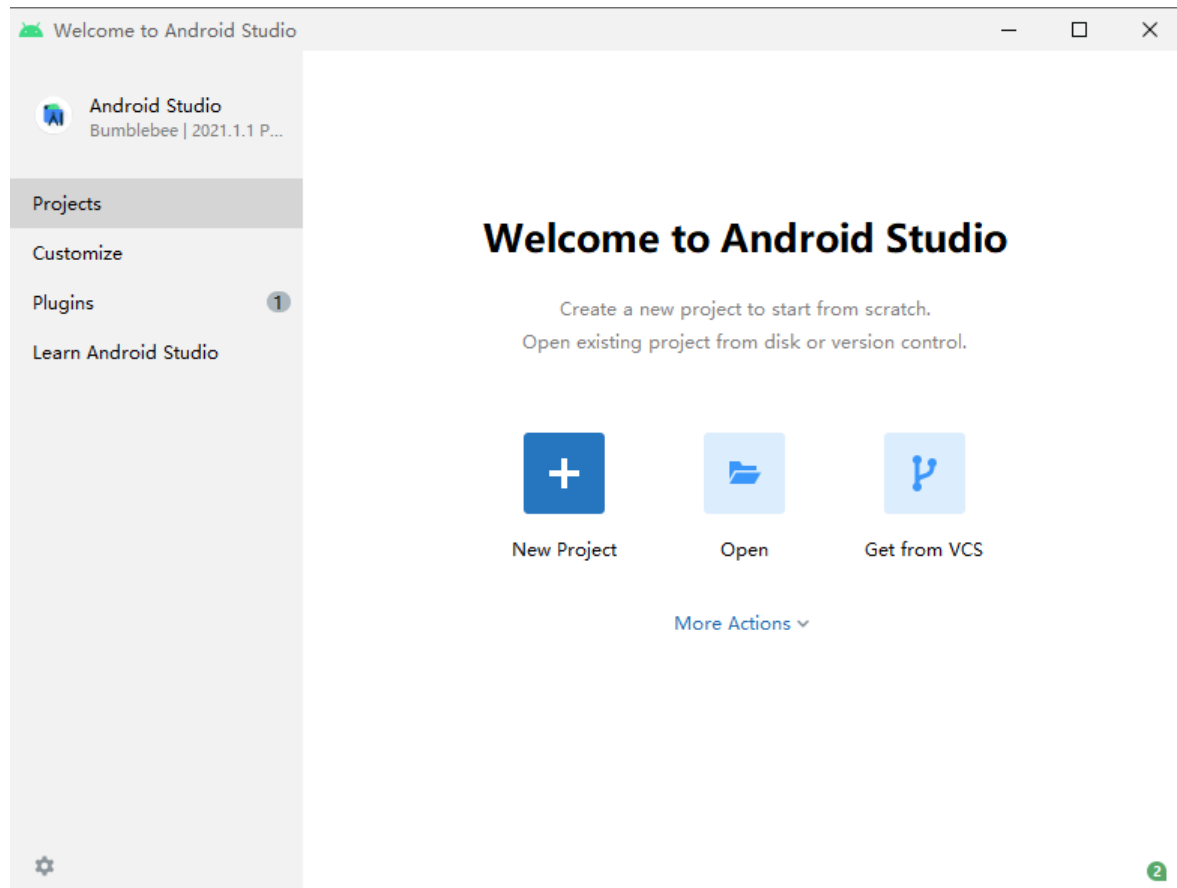 Welcome to Android Studio
Android Studio
Bumblebee | 2021.1.1 P...
Projects
Customize
Plugins
1
Learn Android Studio
Welcome to Android Studio
Create a new project to start from scratch.
Open existing project from disk or version control.
New Project
Open
Get from VCS
More Actions
2